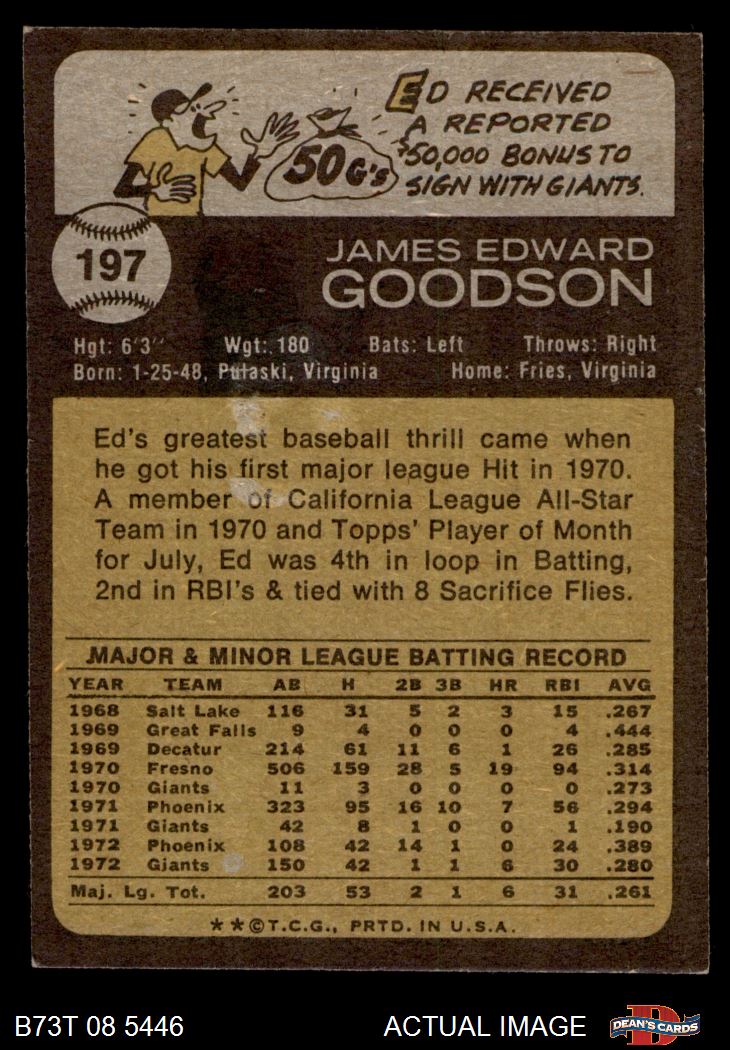 ED RECEIVED
A REPORTED
$50,000 BONUS TO
SIGN WITH GIANTS.
50 G's
197
JAMES EDWARD
GOODSON
Hgt: 6'3" Wgt: 180 Bats: Left Throws: Right
Born: 1-25-48, Pulaski, Virginia Home: Fries, Virginia
Ed's greatest baseball thrill came when
he got his first major league Hit in 1970.
A member of California League All-Star
Team in 1970 and Topps' Player of Month
for July, Ed was 4th in loop in Batting,
2nd in RBI's & tied with 8 Sacrifice Flies.
MAJOR & MINOR LEAGUE BATTING RECORD
YEAR TEAM AB H 2B 3B HR RBI AVG
1968 Salt Lake 116 31 5 2 3 15 .267
1969 Great Falls 9 4 0 0 0 4 .444
1969 Decatur 214 61 11 6 1 26 .285
1970 Fresno 506 159 28 5 19 94 .314
1970 Giants 11 3 0 0 0 0 .273
1971 Phoenix 323 95 16 10 7 56 .294
1971 Giants 42 8 1 0 0 1 .190
1972 Phoenix 108 42 14 1 0 24 .389
1972 Giants 150 42 1 1 6 30 .280
Maj. Lg. Tot. 203 53 2 1 6 31 .261
**©T.C.G., PRTD. IN U.S.A.
B73T 08 5446 ACTUAL IMAGE
D
DEAN'S CARDS